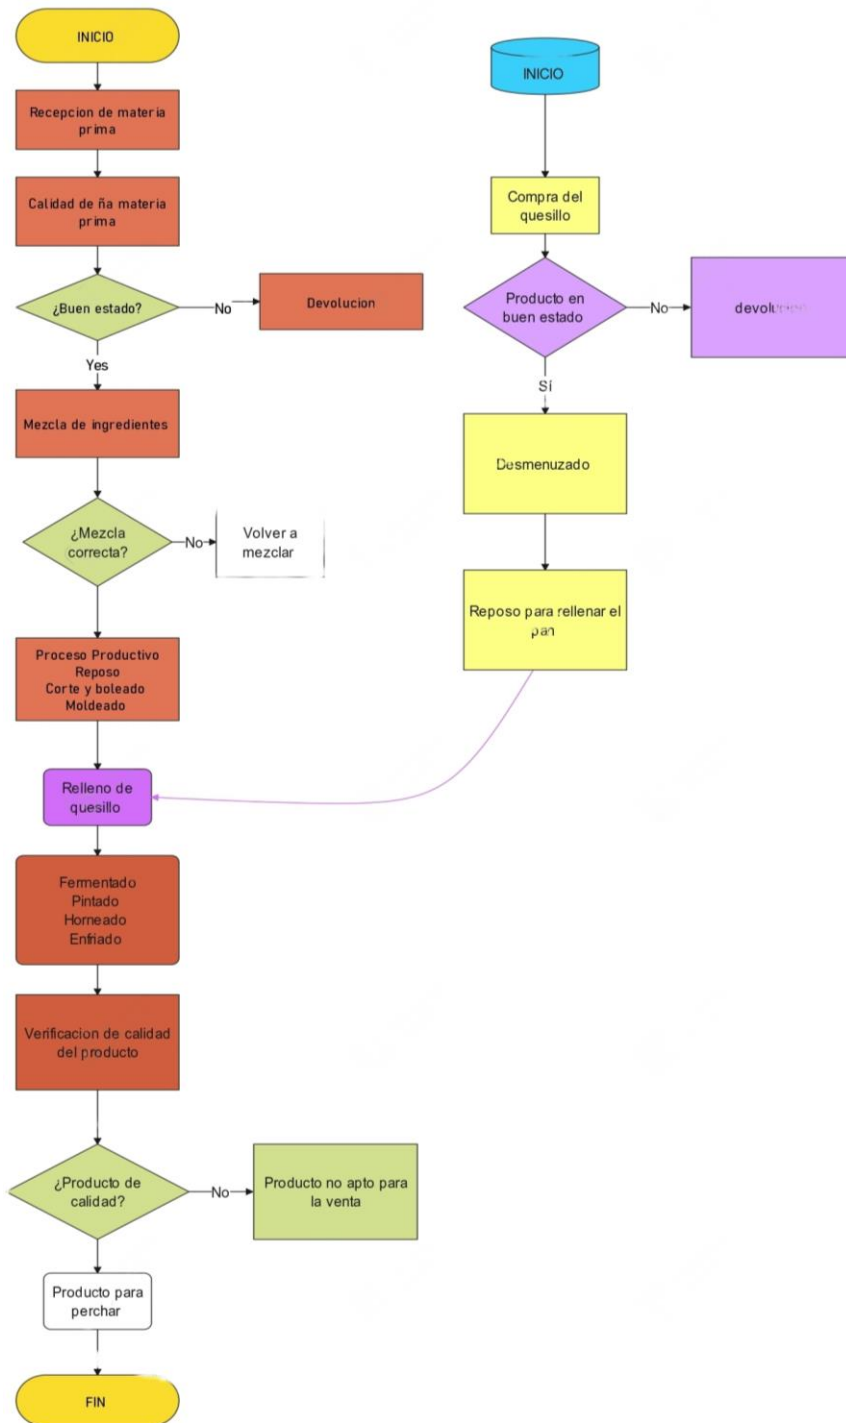 INICIO
Recepcion de materia
prima
Calidad de ña materia
prima
¿Buen estado?
No
Devolucion
Yes
Mezcla de ingredientes
¿Mezcla
correcta?
No
Volver a
mezclar
Proceso Productivo
Reposo
Corte y boleado
Moldeado
Relleno de
quesillo
Fermentado
Pintado
Horneado
Enfriado
Verificacion de calidad
del producto
¿Producto de
calidad?
No
Producto no apto para
la venta
Producto para
perchar
FIN
INICIO
Compra del
quesillo
Producto en
buen estado
No
Sí
Desmenuzado
Reposo para rellenar el
pan